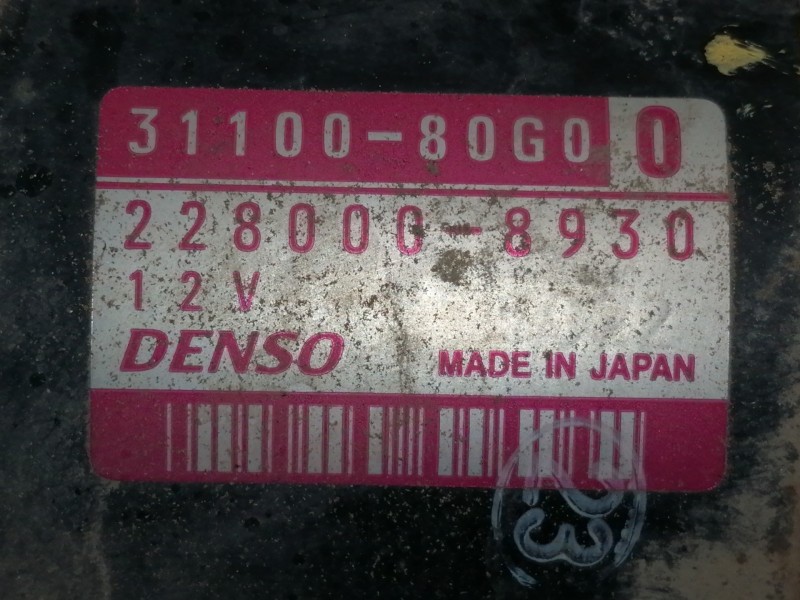 31100-80G0 0
228000-8930
12V
DENSO MADE IN JAPAN